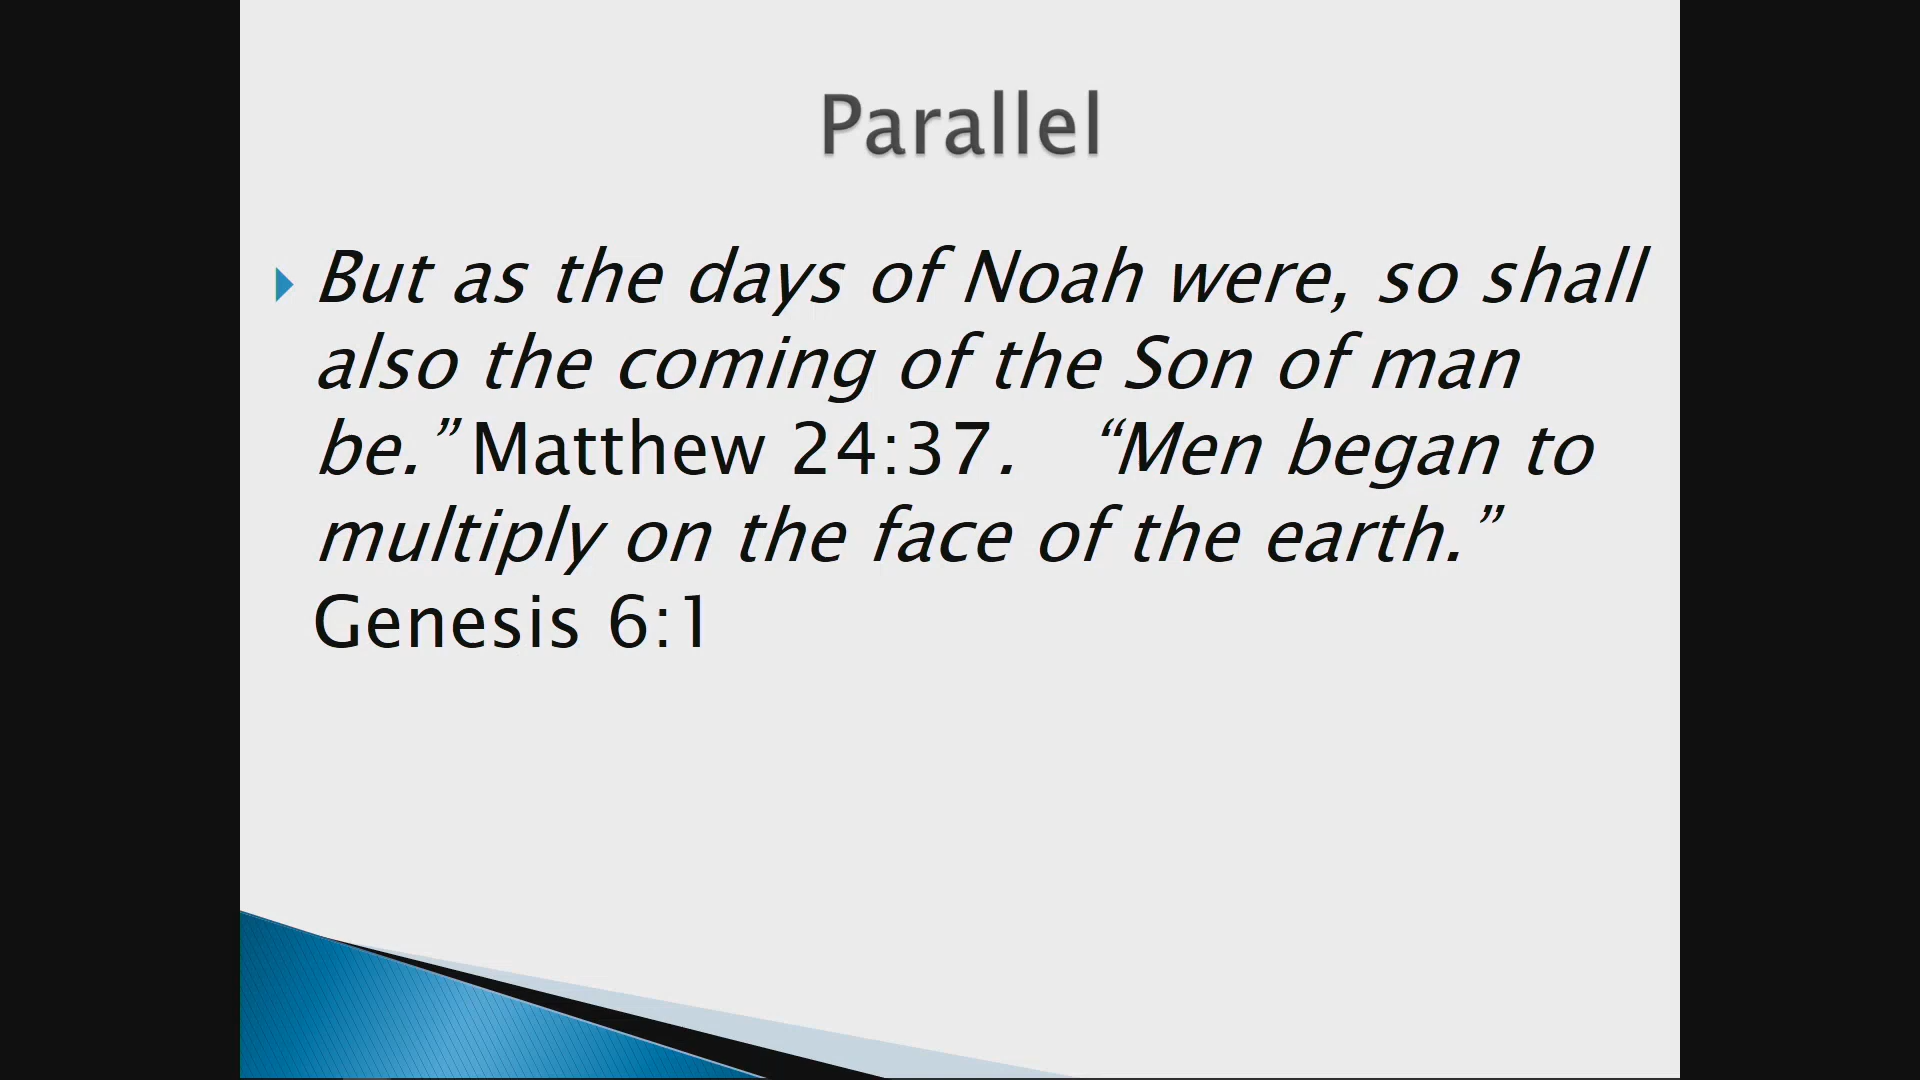 Parallel
But as the days of Noah were, so shall
also the coming of the Son of man
be.” Matthew 24:37. “Men began to
multiply on the face of the earth.”
Genesis 6:1